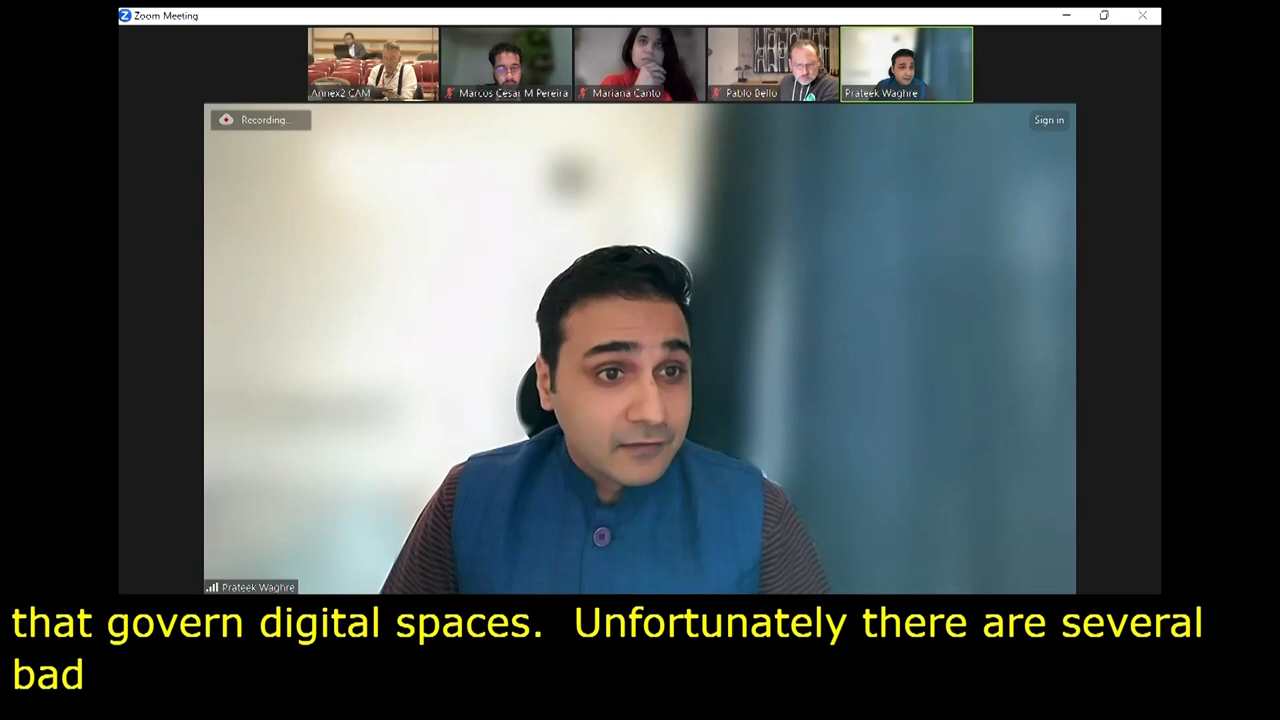 Zoom Meeting
Annex2 CAM
Marcos Cesar M Pereira
Mariana Canto
Pablo Bello
Prateek Waghre
Recording...
Sign in
Prateek Waghre
that govern digital spaces.  Unfortunately there are several
bad